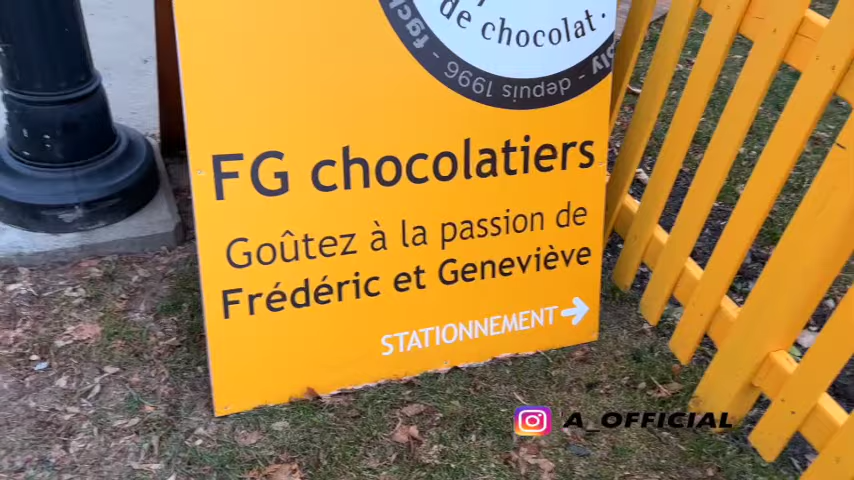 de chocolat.
depuis 1996
FG chocolatiers
Goûtez à la passion de
Frédéric et Geneviève
STATIONNEMENT
A_OFFICIAL